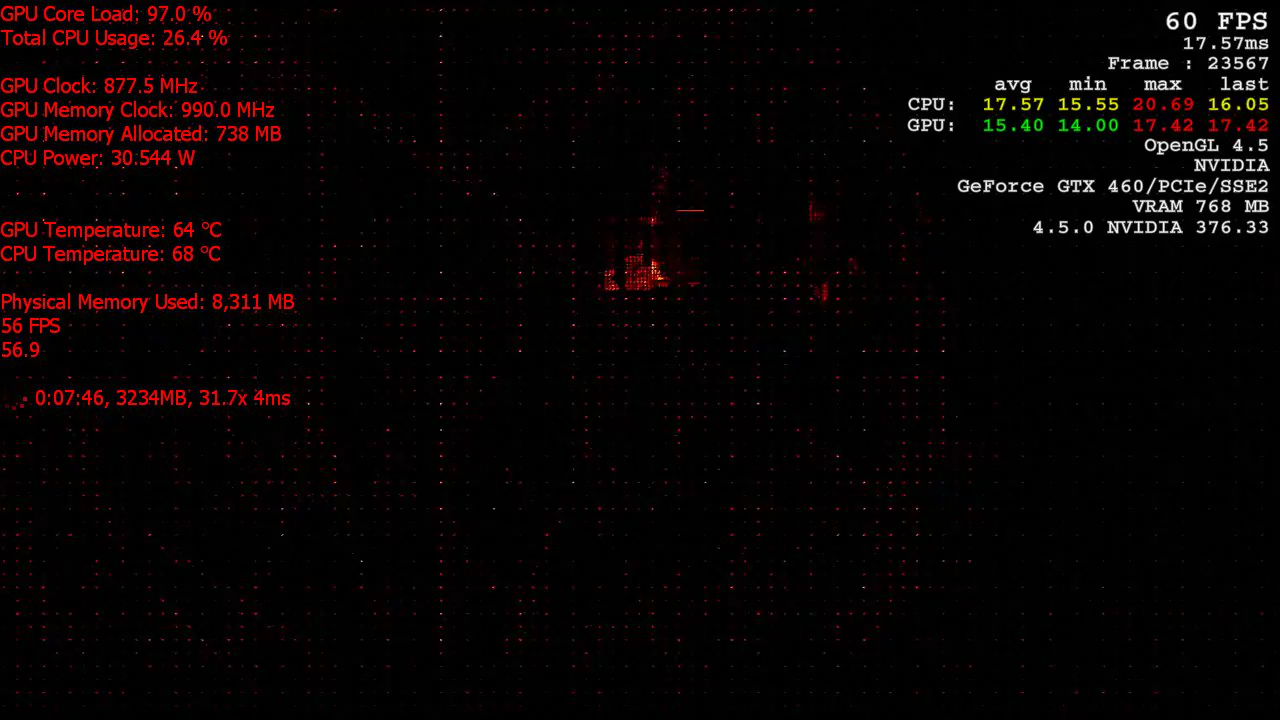 GPU Core Load: 97.0 %
Total CPU Usage: 26.4 %
GPU Clock: 877.5 MHz
GPU Memory Clock: 990.0 MHz
GPU Memory Allocated: 738 MB
CPU Power: 30.544 W
GPU Temperature: 64 °C
CPU Temperature: 68 °C
Physical Memory Used: 8,311 MB
56 FPS
56.9
0:07:46, 3234MB, 31.7x 4ms
60 FPS
17.57ms
Frame : 23567
avg min max last
CPU: 17.57 15.55 20.69 16.05
GPU: 15.40 14.00 17.42 17.42
OpenGL 4.5
NVIDIA
GeForce GTX 460/PCIe/SSE2
VRAM 768 MB
4.5.0 NVIDIA 376.33